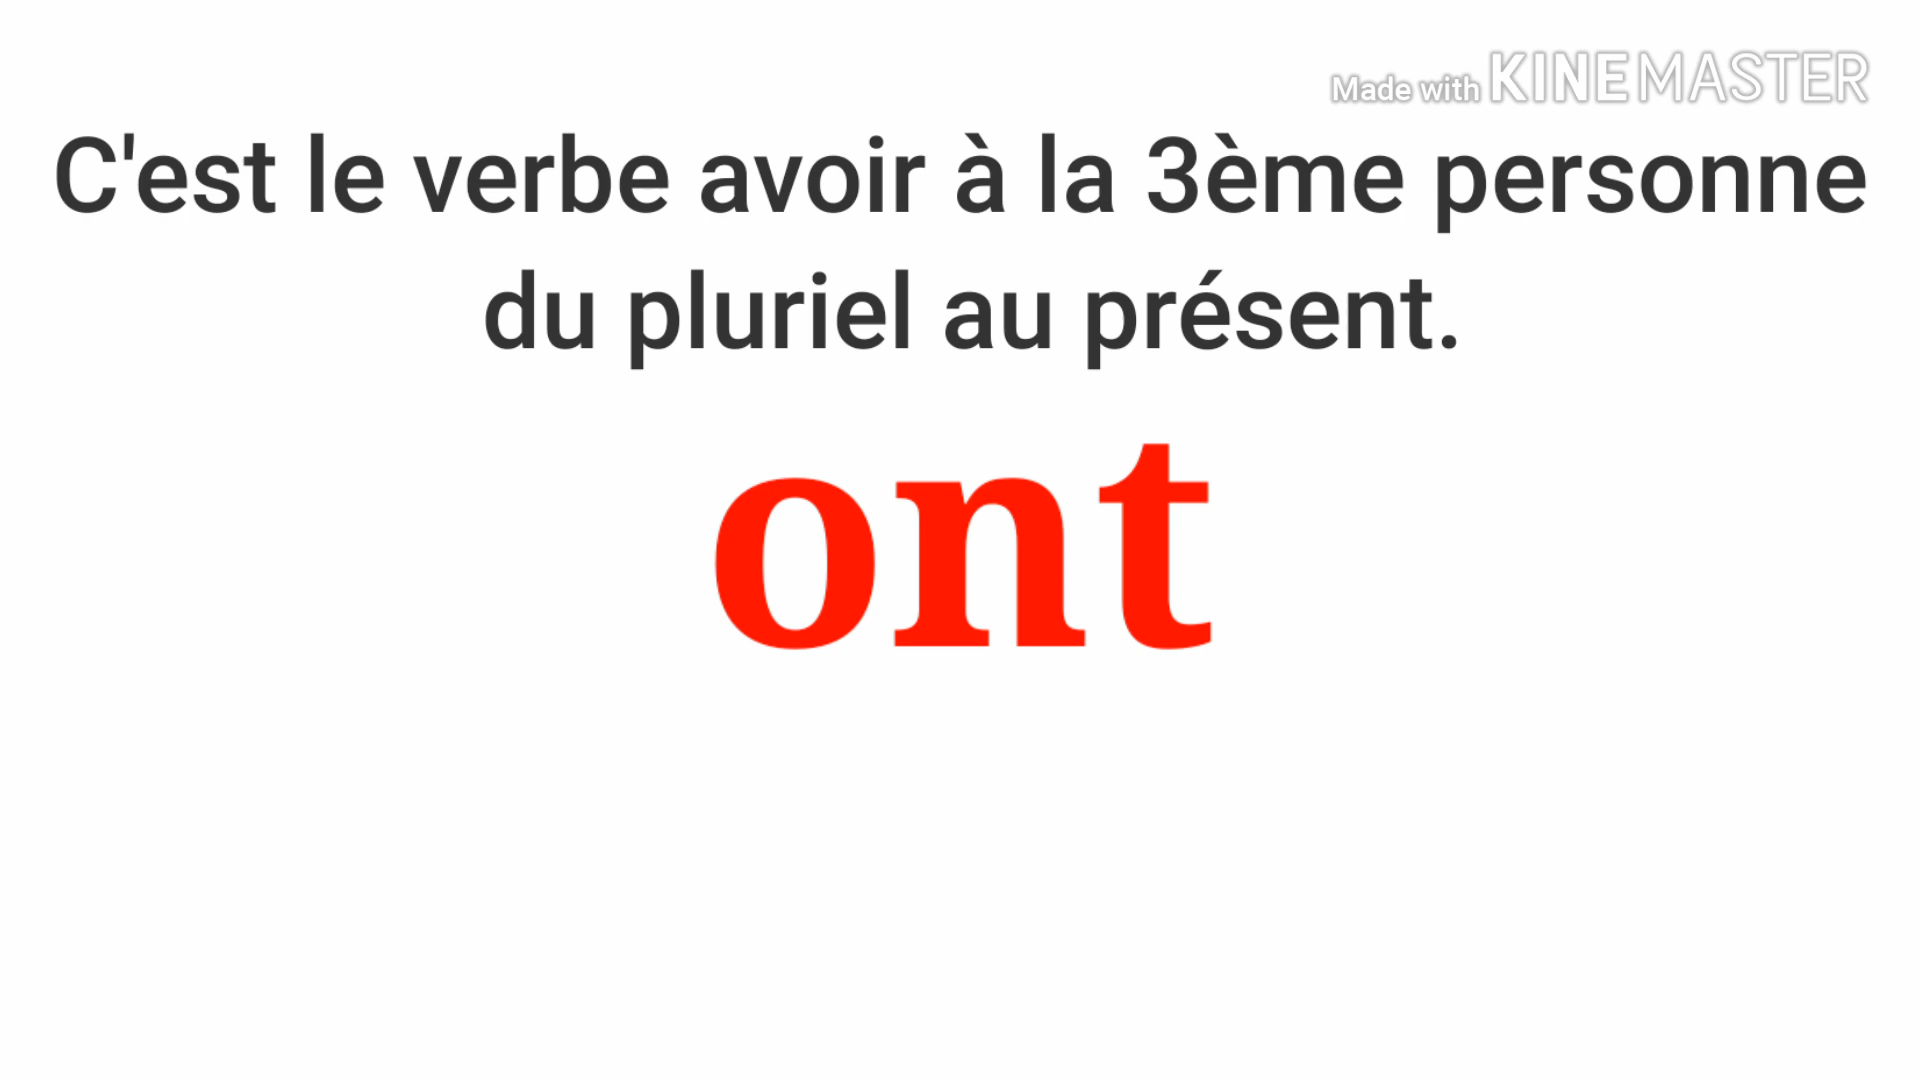 Made with KINEMASTER
C'est le verbe avoir à la 3ème personne
du pluriel au présent.
ont